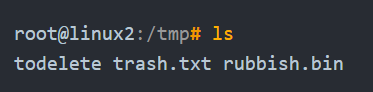 root@linux2:/tmp# ls
todelete trash.txt rubbish.bin